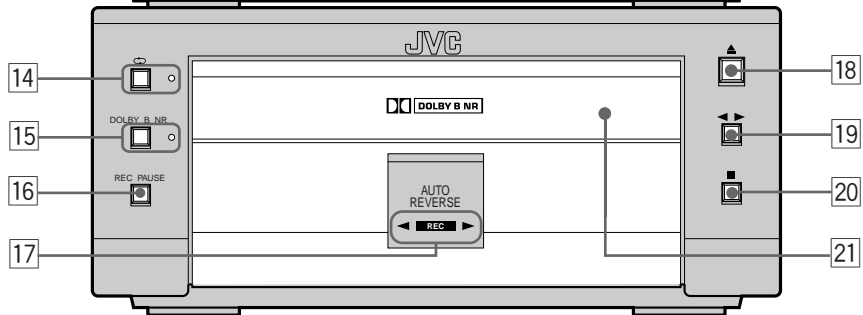 JVC
14
18
DOLBY B NR
15
DOLBY B NR
19
REC PAUSE
16
20
AUTO
REVERSE
◄ REC ►
17
21